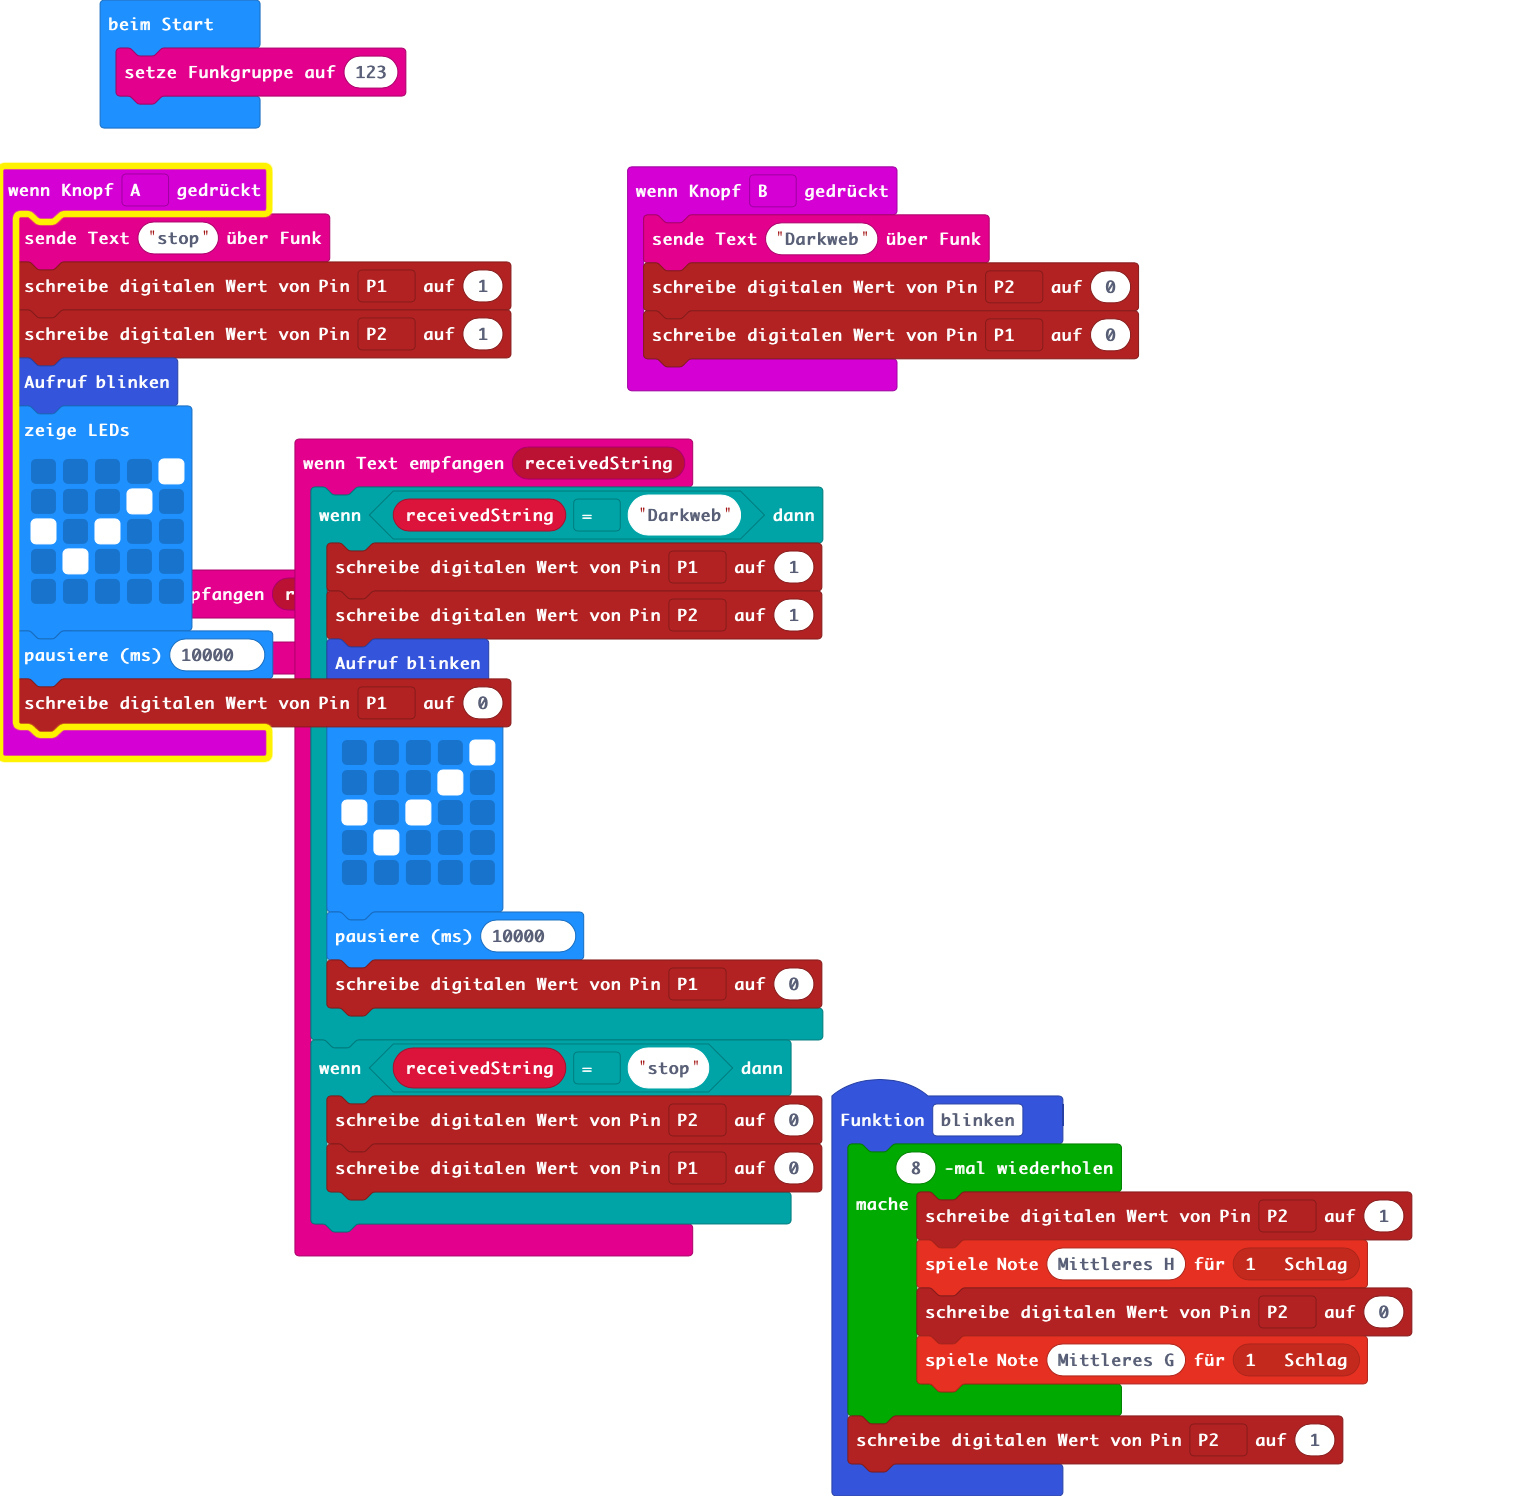 beim Start
setze Funkgruppe auf 123
wenn Knopf A gedrückt
sende Text "stop" über Funk
schreibe digitalen Wert von Pin P1 auf 1
schreibe digitalen Wert von Pin P2 auf 1
Aufruf blinken
zeige LEDs
pausiere (ms) 10000
schreibe digitalen Wert von Pin P1 auf 0
wenn Knopf B gedrückt
sende Text "Darkweb" über Funk
schreibe digitalen Wert von Pin P2 auf 0
schreibe digitalen Wert von Pin P1 auf 0
wenn Text empfangen receivedString
wenn receivedString = "Darkweb" dann
schreibe digitalen Wert von Pin P1 auf 1
schreibe digitalen Wert von Pin P2 auf 1
Aufruf blinken
pausiere (ms) 10000
schreibe digitalen Wert von Pin P1 auf 0
wenn receivedString = "stop" dann
schreibe digitalen Wert von Pin P2 auf 0
schreibe digitalen Wert von Pin P1 auf 0
Funktion blinken
8 -mal wiederholen
mache
schreibe digitalen Wert von Pin P2 auf 1
spiele Note Mittleres H für 1 Schlag
schreibe digitalen Wert von Pin P2 auf 0
spiele Note Mittleres G für 1 Schlag
schreibe digitalen Wert von Pin P2 auf 1